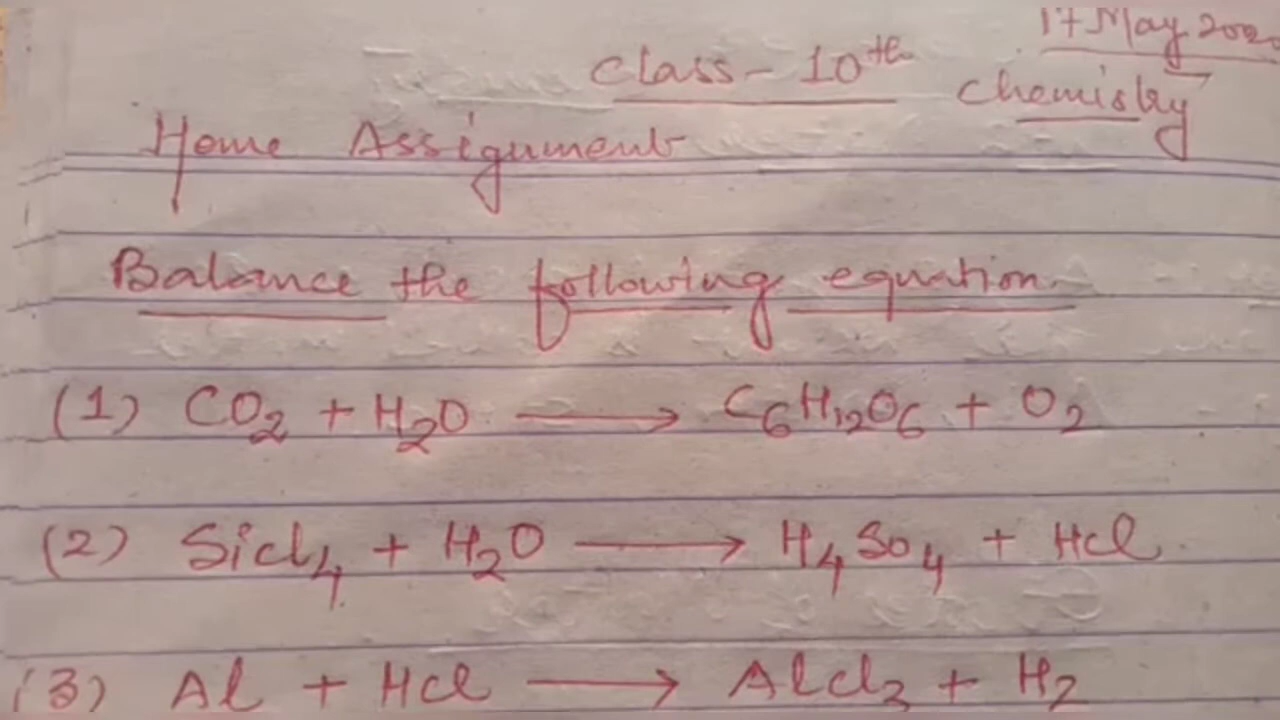 17 May 202
Class - 10th
Chemistry
Home Assignment
Balance the following equation.
(1) CO2 + H2O → C6H12O6 + O2
(2) Sicl4 + H2O → H4So4 + Hcl
(3) Al + Hcl → Alcl3 + H2